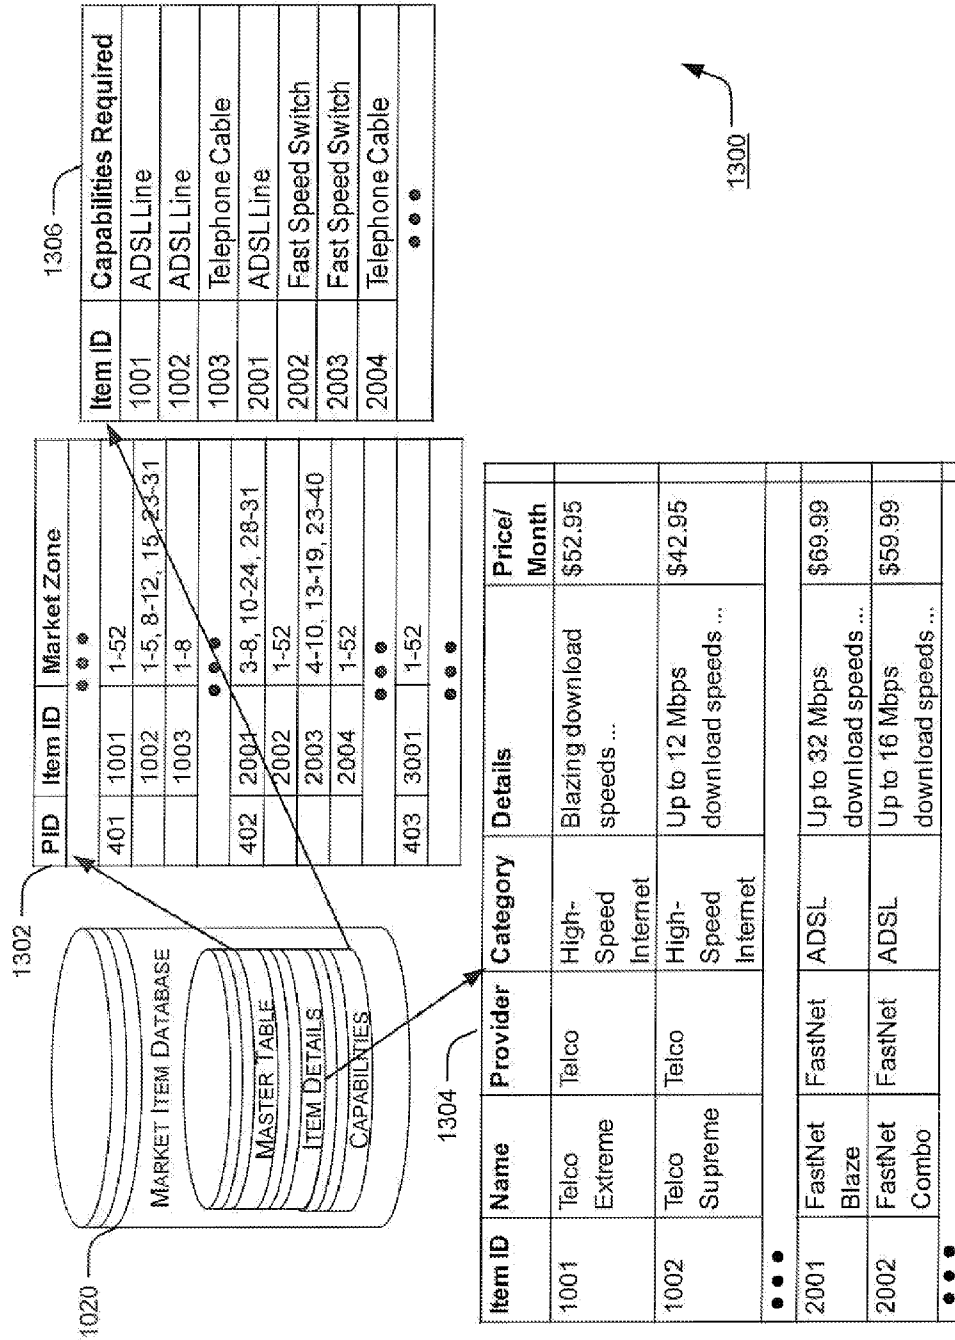 1020
MARKET ITEM DATABASE
MASTER TABLE
ITEM DETAILS
CAPABILITIES
1302
PID Item ID Market Zone
•••
401 1001 1-52
1002 1-5, 8-12, 15, 23-31
1003 1-8
•••
402 2001 3-8, 10-24, 28-31
2002 1-52
2003 4-10, 13-19, 23-40
2004 1-52
•••
403 3001 1-52
•••
1306
Item ID Capabilities Required
1001 ADSL Line
1002 ADSL Line
1003 Telephone Cable
2001 ADSL Line
2002 Fast Speed Switch
2003 Fast Speed Switch
2004 Telephone Cable
•••
1304
Item ID Name Provider Category Details Price/
Month
1001 Telco Telco High- Blazing download $52.95
Extreme Speed speeds ...
Internet
1002 Telco Telco High- Up to 12 Mbps $42.95
Supreme Speed download speeds ...
Internet
•••
2001 FastNet FastNet ADSL Up to 32 Mbps $69.99
Blaze download speeds ...
2002 FastNet FastNet ADSL Up to 16 Mbps $59.99
Combo download speeds ...
•••
1300